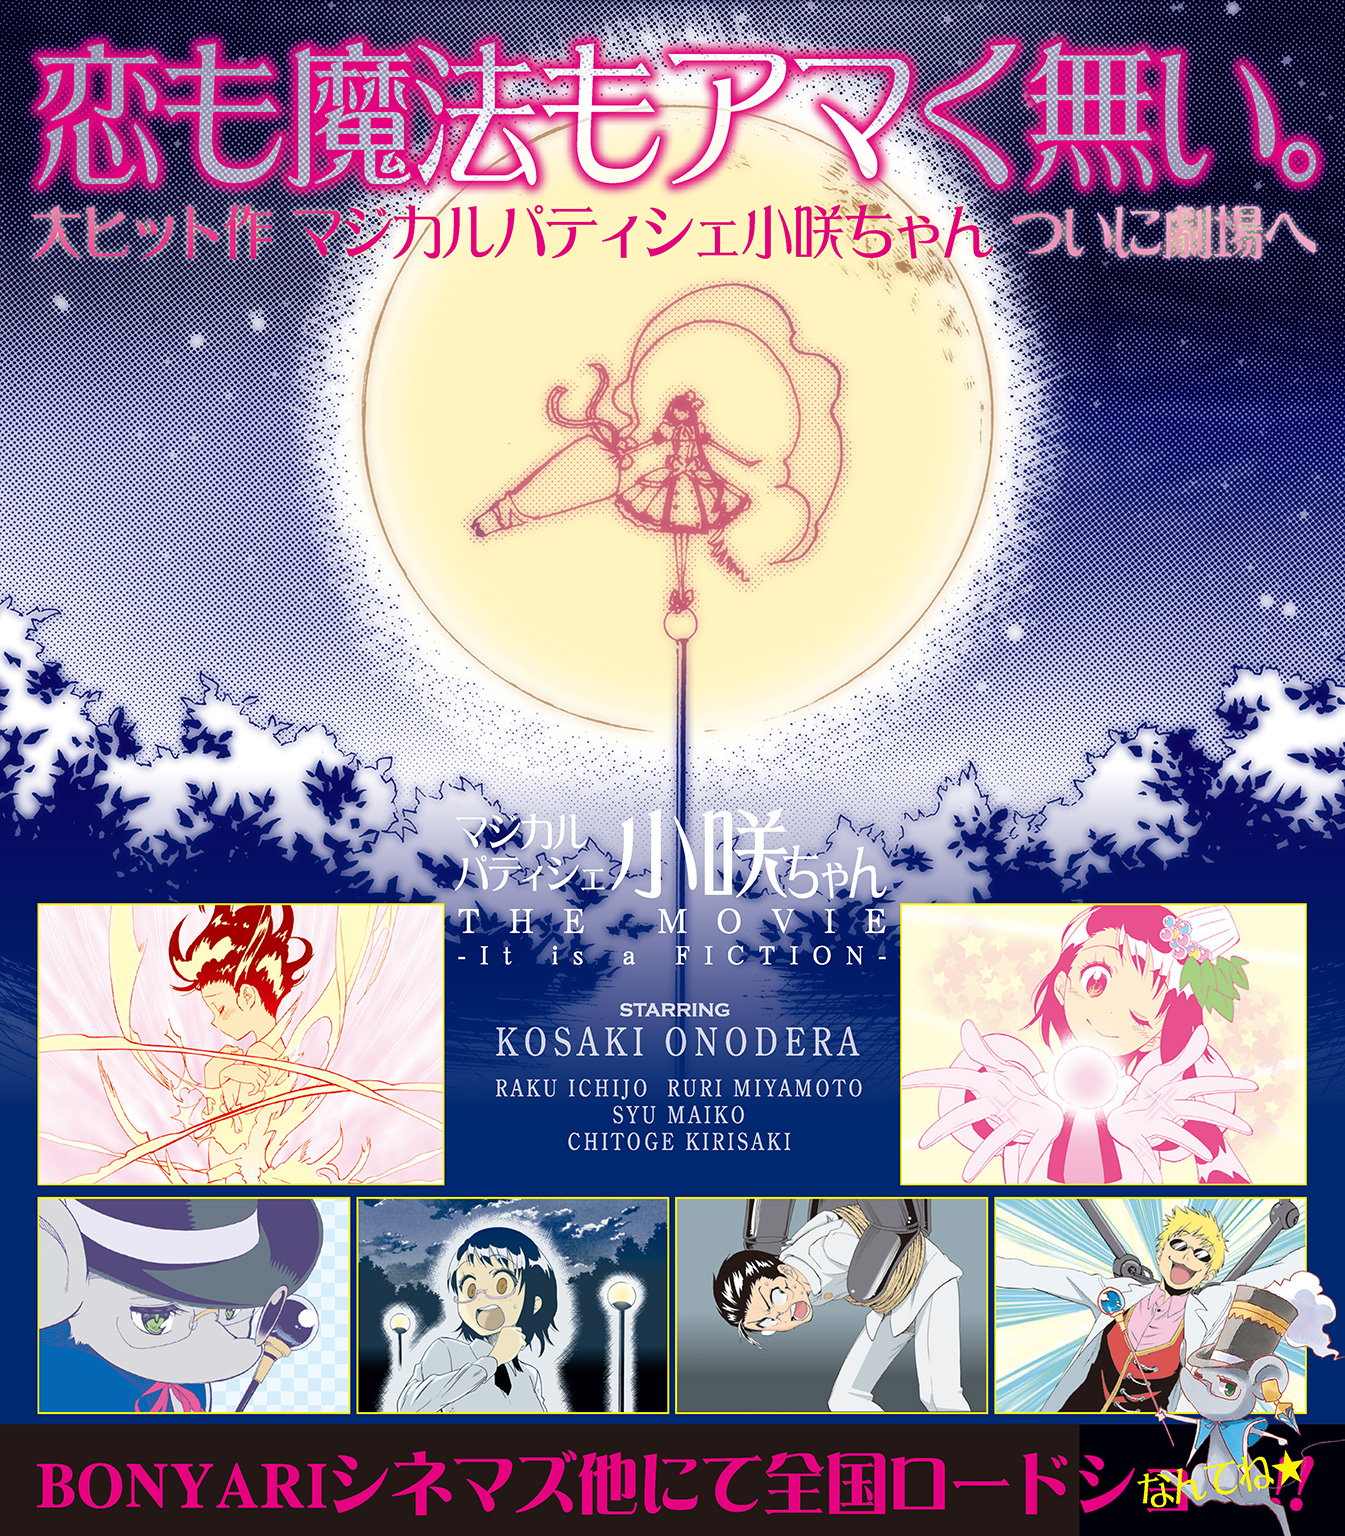 恋も魔法もアマく無い。
大ヒット作 マジカルパティシエ小咲ちゃん ついに劇場へ
マジカル
パティシエ小咲ちゃん
THE MOVIE
-It is a FICTION-
STARRING
KOSAKI ONODERA
RAKU ICHIJO RURI MIYAMOTO
SYU MAIKO
CHITOGE KIRISAKI
BONYARIシネマズ他にて全国ロードショー!!
なんてね★